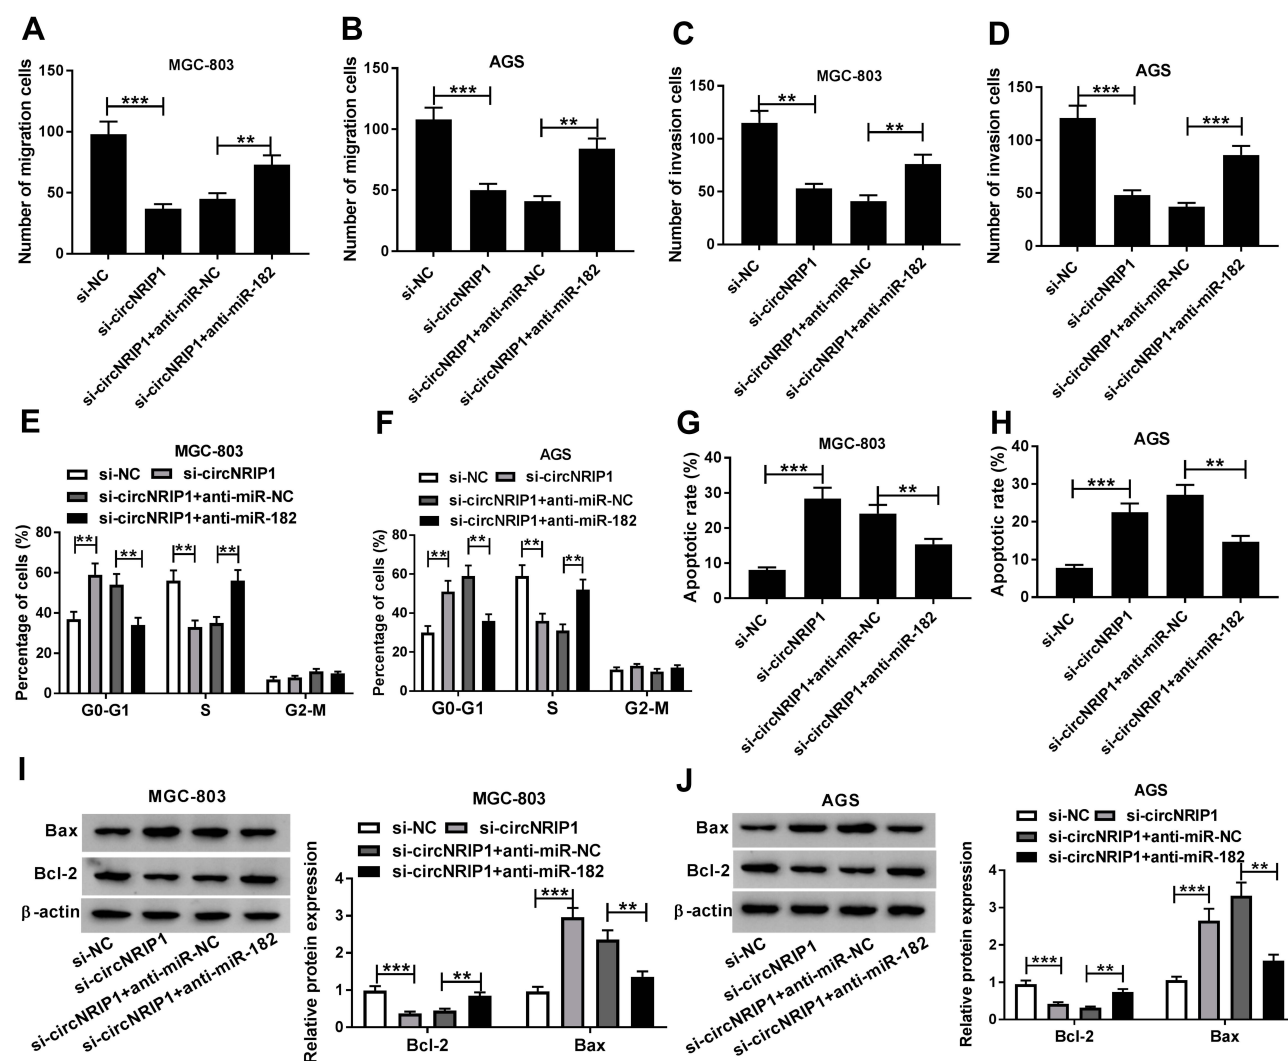 A
MGC-803
Number of migration cells
150
100
50
0
***
**
si-NC
si-circNRIP1
si-circNRIP1+anti-miR-NC
si-circNRIP1+anti-miR-182
B
AGS
Number of migration cells
150
100
50
0
***
**
si-NC
si-circNRIP1
si-circNRIP1+anti-miR-NC
si-circNRIP1+anti-miR-182
C
MGC-803
Number of invasion cells
150
100
50
0
**
**
si-NC
si-circNRIP1
si-circNRIP1+anti-miR-NC
si-circNRIP1+anti-miR-182
D
AGS
Number of invasion cells
150
100
50
0
***
***
si-NC
si-circNRIP1
si-circNRIP1+anti-miR-NC
si-circNRIP1+anti-miR-182
E
MGC-803
si-NC si-circNRIP1
si-circNRIP1+anti-miR-NC
si-circNRIP1+anti-miR-182
Percentage of cells (%)
80
60
40
20
0
** ** ** **
G0-G1 S G2-M
F
AGS
si-NC si-circNRIP1
si-circNRIP1+anti-miR-NC
si-circNRIP1+anti-miR-182
Percentage of cells (%)
80
60
40
20
0
** ** ** **
G0-G1 S G2-M
G
MGC-803
Apoptotic rate (%)
40
30
20
10
0
***
**
si-NC
si-circNRIP1
si-circNRIP1+anti-miR-NC
si-circNRIP1+anti-miR-182
H
AGS
Apoptotic rate (%)
40
30
20
10
0
***
**
si-NC
si-circNRIP1
si-circNRIP1+anti-miR-NC
si-circNRIP1+anti-miR-182
I
MGC-803
Bax
Bcl-2
β-actin
si-NC
si-circNRIP1
si-circNRIP1+anti-miR-NC
si-circNRIP1+anti-miR-182
MGC-803
si-NC si-circNRIP1
si-circNRIP1+anti-miR-NC
si-circNRIP1+anti-miR-182
Relative protein expression
4
3
2
1
0
*** ** *** **
Bcl-2 Bax
J
AGS
Bax
Bcl-2
β-actin
si-NC
si-circNRIP1
si-circNRIP1+anti-miR-NC
si-circNRIP1+anti-miR-182
AGS
si-NC si-circNRIP1
si-circNRIP1+anti-miR-NC
si-circNRIP1+anti-miR-182
Relative protein expression
4
3
2
1
0
*** ** *** **
Bcl-2 Bax